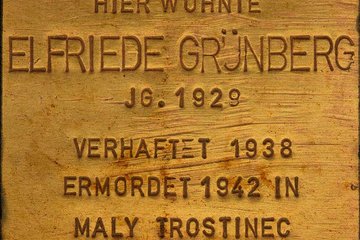 HIER WOHNTE
ELFRIEDE GRÜNBERG
JG. 1929
VERHAFTET 1938
ERMORDET 1942 IN
MALY TROSTINEC